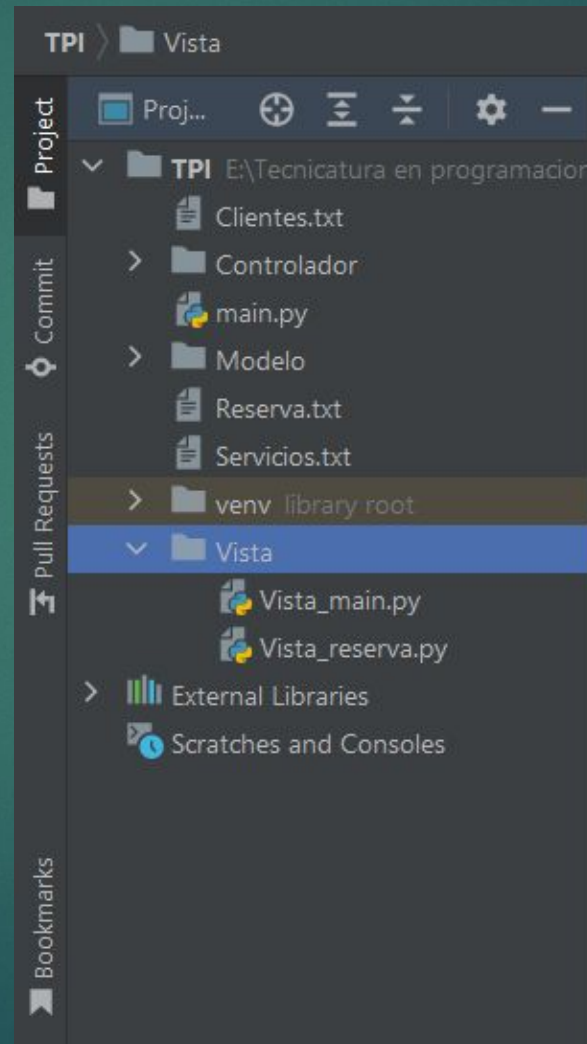 TPI Vista
Project
Proj...
TPI E:\Tecnicatura en programacion
Clientes.txt
Controlador
main.py
Modelo
Reserva.txt
Servicios.txt
venv library root
Vista
Vista_main.py
Vista_reserva.py
External Libraries
Scratches and Consoles
Commit
Pull Requests
Bookmarks